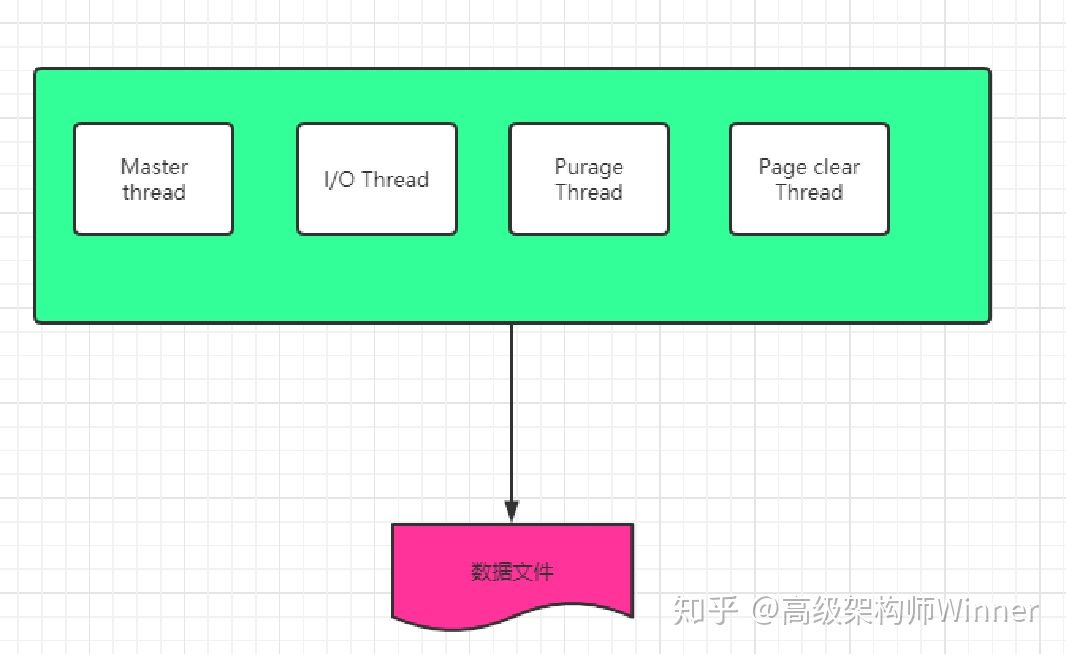 Master
thread
I/O Thread
Purage
Thread
Page clear
Thread
数据文件
知乎 @高级架构师Winner